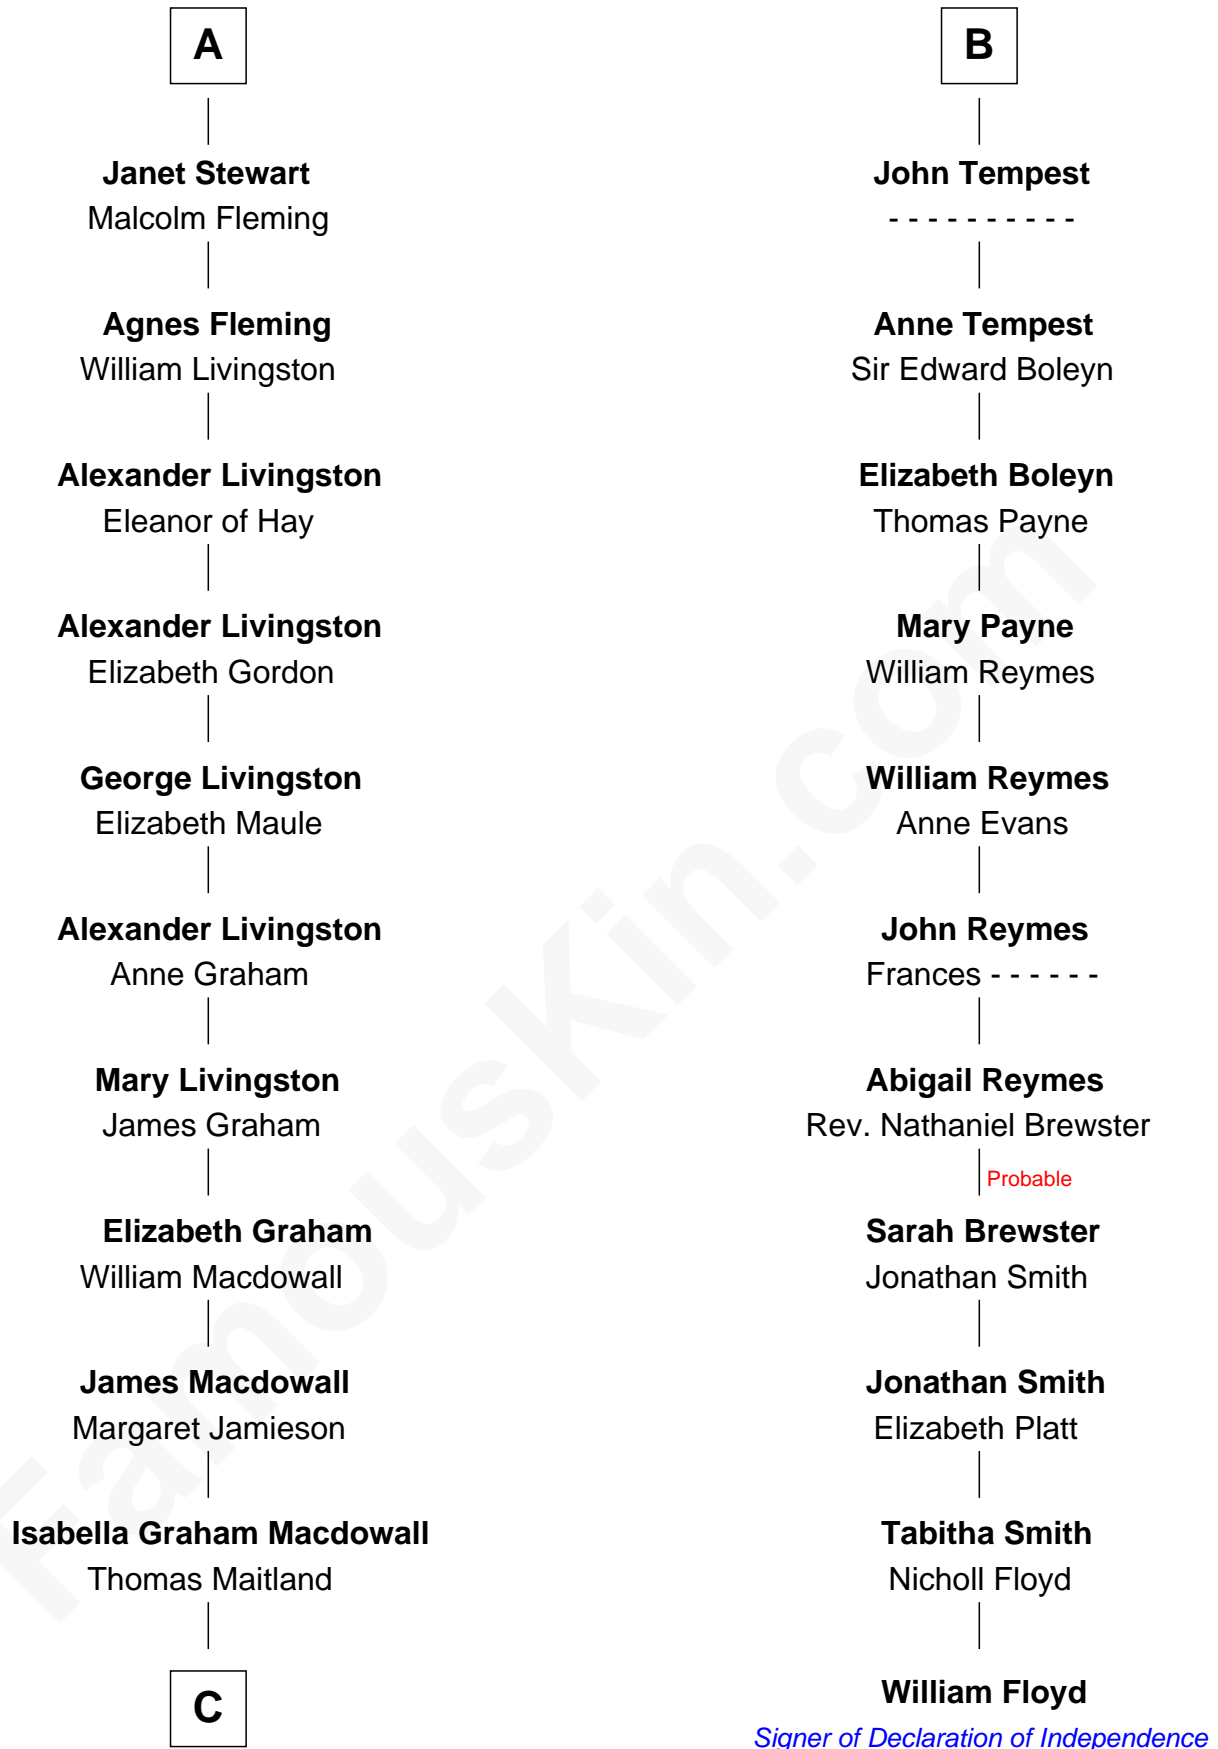 A
Janet Stewart
Malcolm Fleming
Agnes Fleming
William Livingston
Alexander Livingston
Eleanor of Hay
Alexander Livingston
Elizabeth Gordon
George Livingston
Elizabeth Maule
Alexander Livingston
Anne Graham
Mary Livingston
James Graham
Elizabeth Graham
William Macdowall
James Macdowall
Margaret Jamieson
Isabella Graham Macdowall
Thomas Maitland
C
B
John Tempest
- - - - - - - - - -
Anne Tempest
Sir Edward Boleyn
Elizabeth Boleyn
Thomas Payne
Mary Payne
William Reymes
William Reymes
Anne Evans
John Reymes
Frances - - - - - -
Abigail Reymes
Rev. Nathaniel Brewster
Probable
Sarah Brewster
Jonathan Smith
Jonathan Smith
Elizabeth Platt
Tabitha Smith
Nicholl Floyd
William Floyd
Signer of Declaration of Independence
FamousKin.com